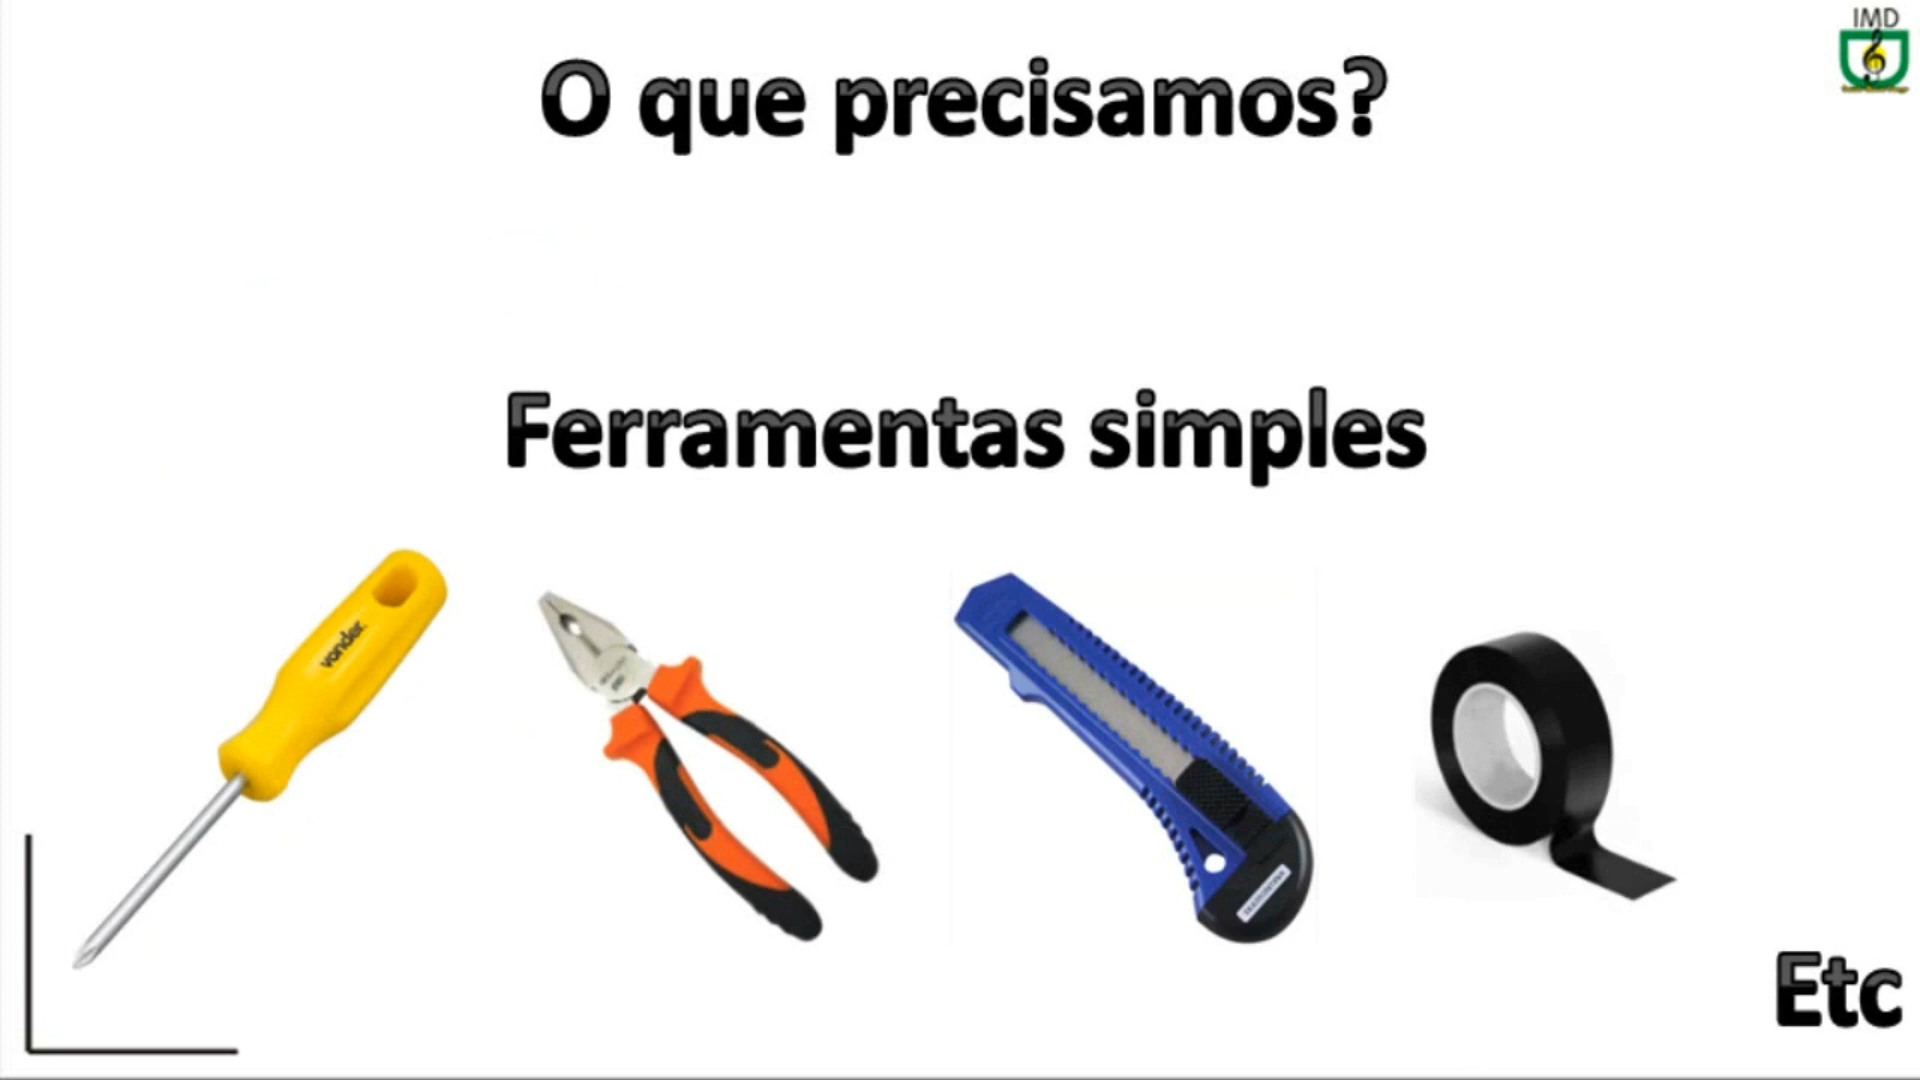 IMD
O que precisamos?
Ferramentas simples
vonder
Etc